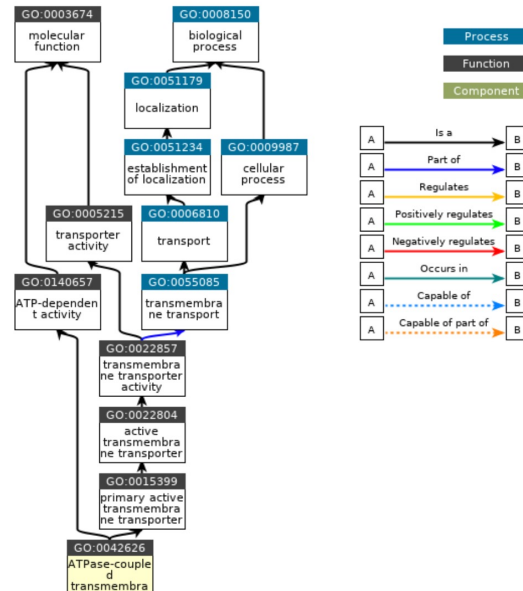 GO:0003674
molecular
function
GO:0008150
biological
process
GO:0051179
localization
GO:0051234
establishment
of localization
GO:0009987
cellular
process
GO:0005215
transporter
activity
GO:0006810
transport
GO:0140657
ATP-dependen
t activity
GO:0055085
transmembra
ne transport
GO:0022857
transmembra
ne transporter
activity
GO:0022804
active
transmembra
ne transporter
GO:0015399
primary active
transmembra
ne transporter
GO:0042626
ATPase-couple
d
transmembra
Process
Function
Component
A Is a B
A Part of B
A Regulates B
A Positively regulates B
A Negatively regulates B
A Occurs in B
A Capable of B
A Capable of part of B